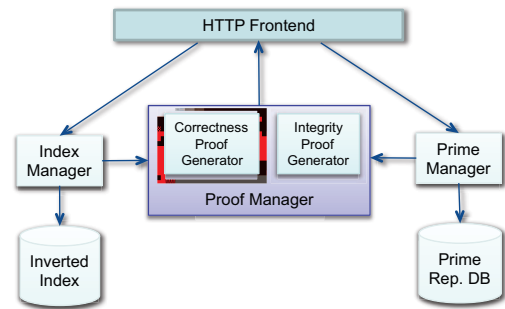 HTTP Frontend
Correctness
Proof
Generator
Integrity
Proof
Generator
Index
Manager
Prime
Manager
Proof Manager
Inverted
Index
Prime
Rep. DB